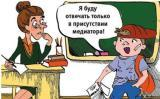 Я буду
отвечать только
в присутствии
медиатора!